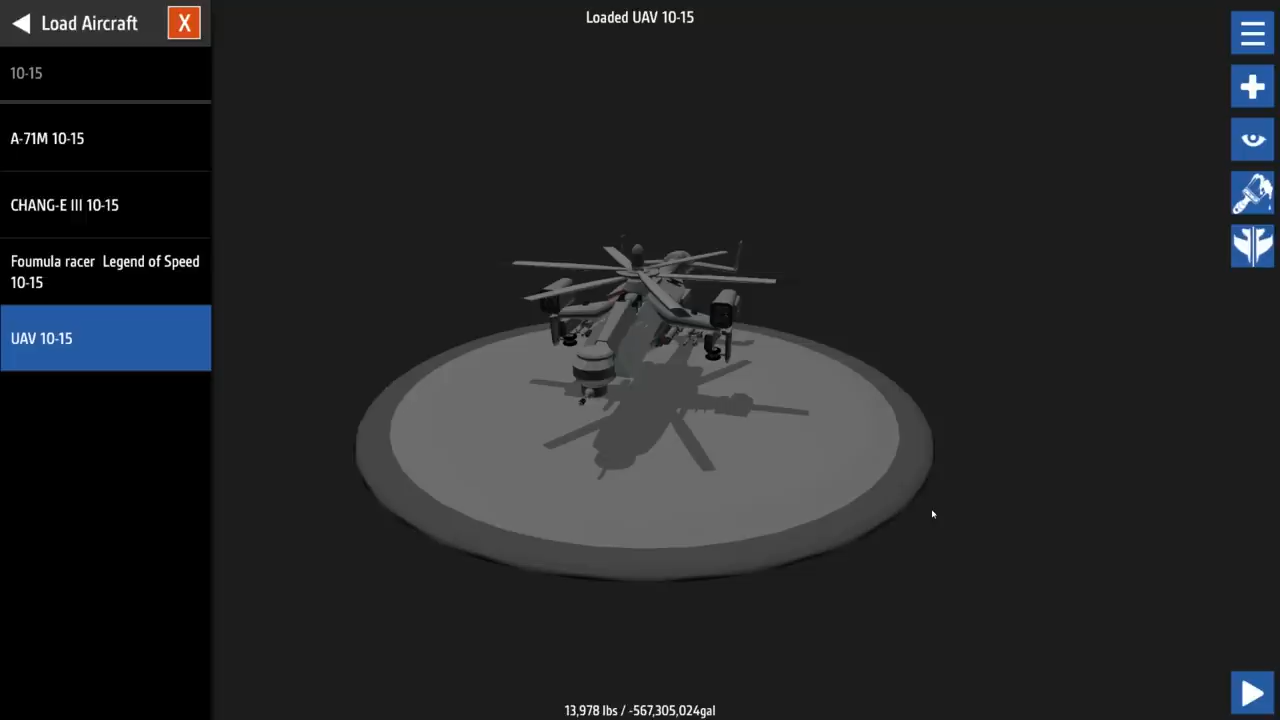 Load Aircraft
X
Loaded UAV 10-15
10-15
A-71M 10-15
CHANG-E III 10-15
Foumula racer  Legend of Speed
10-15
UAV 10-15
13,978 lbs / -567,305,024gal